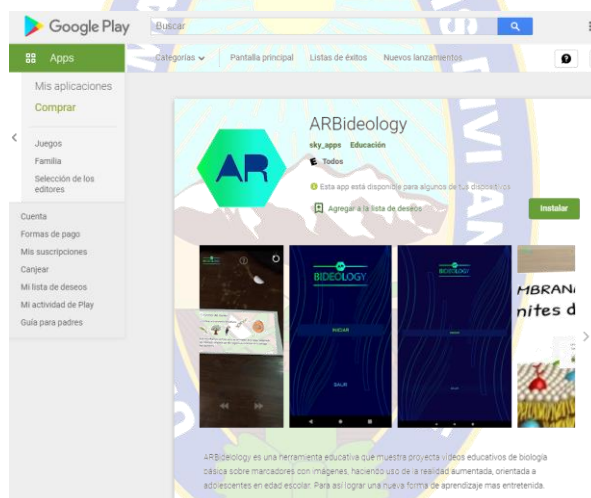 Google Play
Buscar
Apps
Categorías
Pantalla principal
Listas de éxitos
Nuevos lanzamientos
Mis aplicaciones
Comprar
Juegos
Familia
Selección de los
editores
Cuenta
Formas de pago
Mis suscripciones
Canjear
Mi lista de deseos
Mi actividad de Play
Guía para padres
AR
ARBideology
sky_apps Educación
E Todos
Esta app está disponible para algunos de tus dispositivos
Agregar a la lista de deseos
Instalar
BIDEOLOGY
INICIAR
SALIR
BIDEOLOGY
MBRAN
nites d
ARBideology es una herramienta educativa que muestra proyecta videos educativos de biología
básica sobre marcadores con imágenes, haciendo uso de la realidad aumentada, orientada a
adolescentes en edad escolar. Para así lograr una nueva forma de aprendizaje mas entretenida.